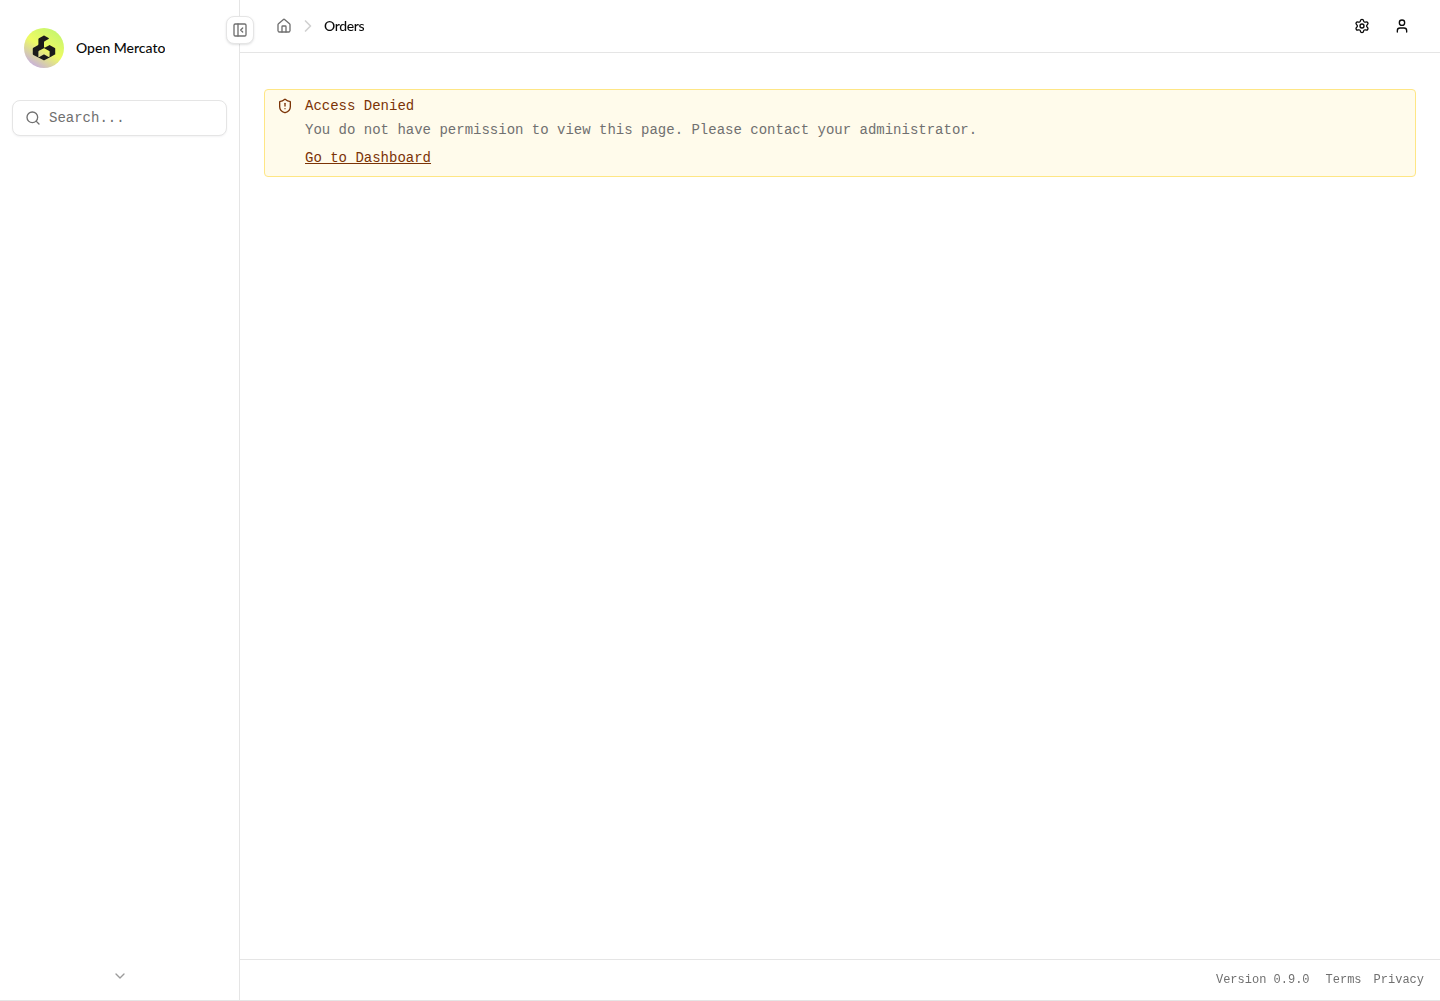 Open Mercato
Search...
Orders
Access Denied
You do not have permission to view this page. Please contact your administrator.
Go to Dashboard
Version 0.9.0 Terms Privacy